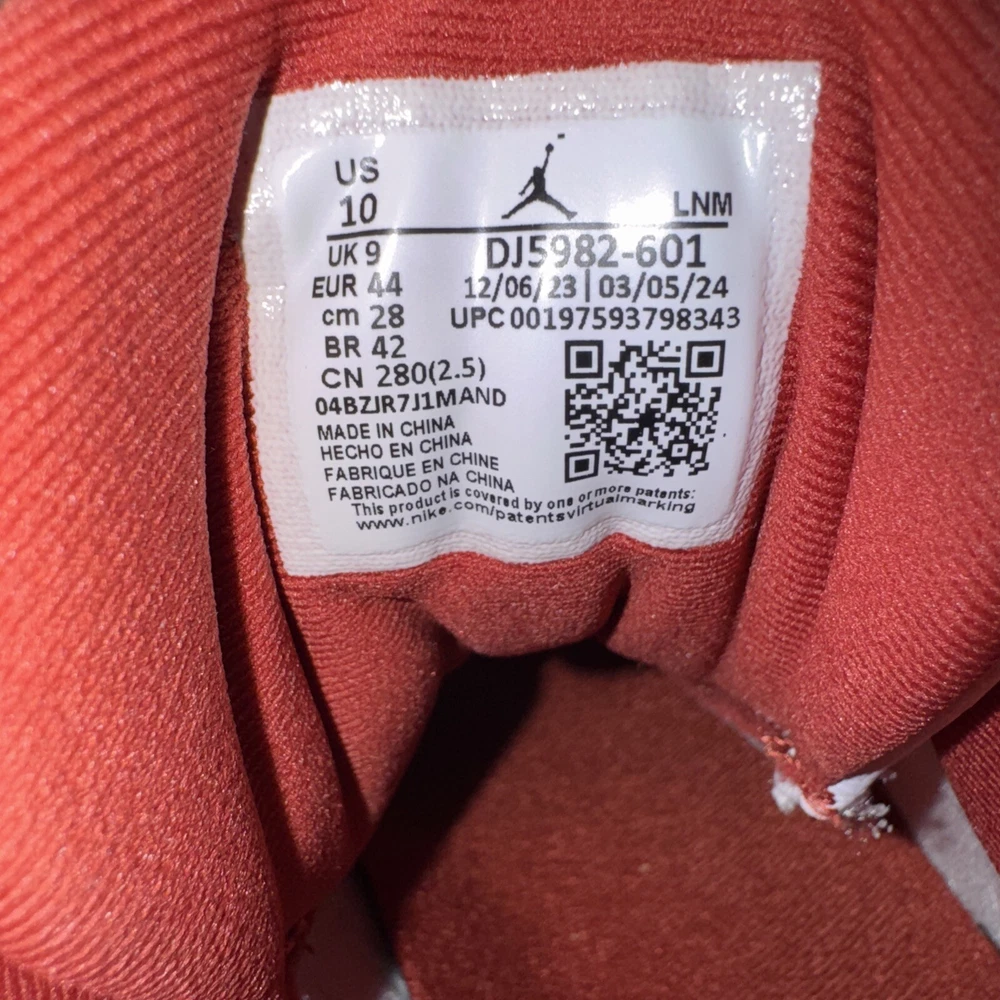 US
10
LNM
UK 9
DJ5982-601
EUR 44
12/06/23 | 03/05/24
cm 28
UPC 00197593798343
BR 42
CN 280(2.5)
04BZJR7J1MAND
MADE IN CHINA
HECHO EN CHINA
FABRIQUE EN CHINE
FABRICADO NA CHINA
This product is covered by one or more patents:
www.nike.com/patentsvirtualmarking